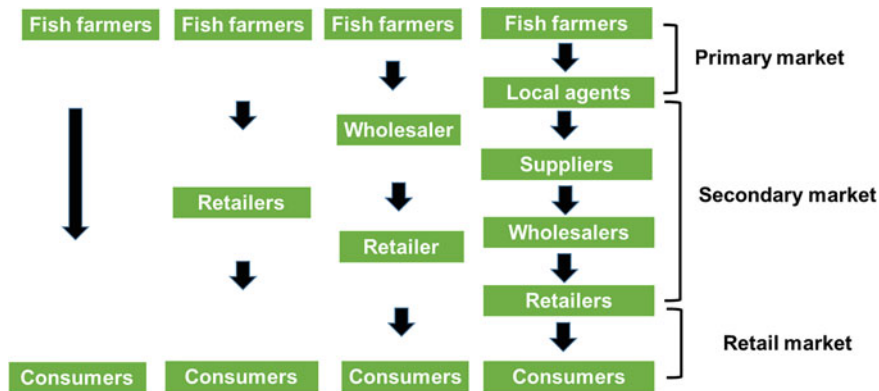 Fish farmers
Fish farmers
Fish farmers
Fish farmers
Primary market
Local agents
Wholesaler
Suppliers
Retailers
Secondary market
Wholesalers
Retailer
Retailers
Retail market
Consumers
Consumers
Consumers
Consumers